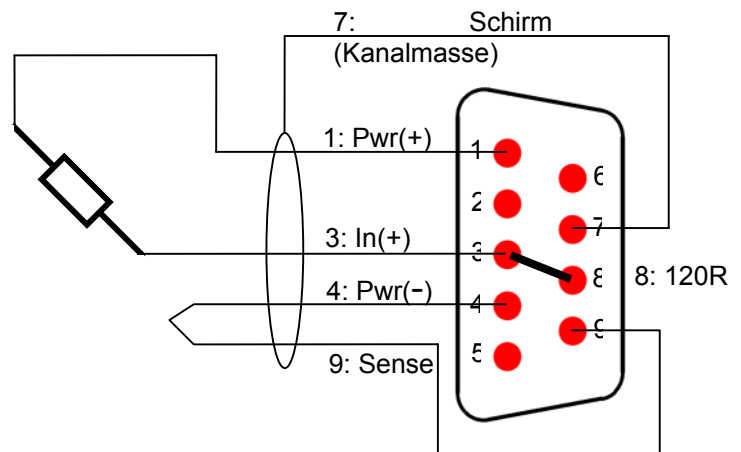 7: Schirm
(Kanalmasse)
1: Pwr(+)
3: In(+)
4: Pwr(−)
9: Sense
1
2
3
4
5
6
7
8
9
8: 120R